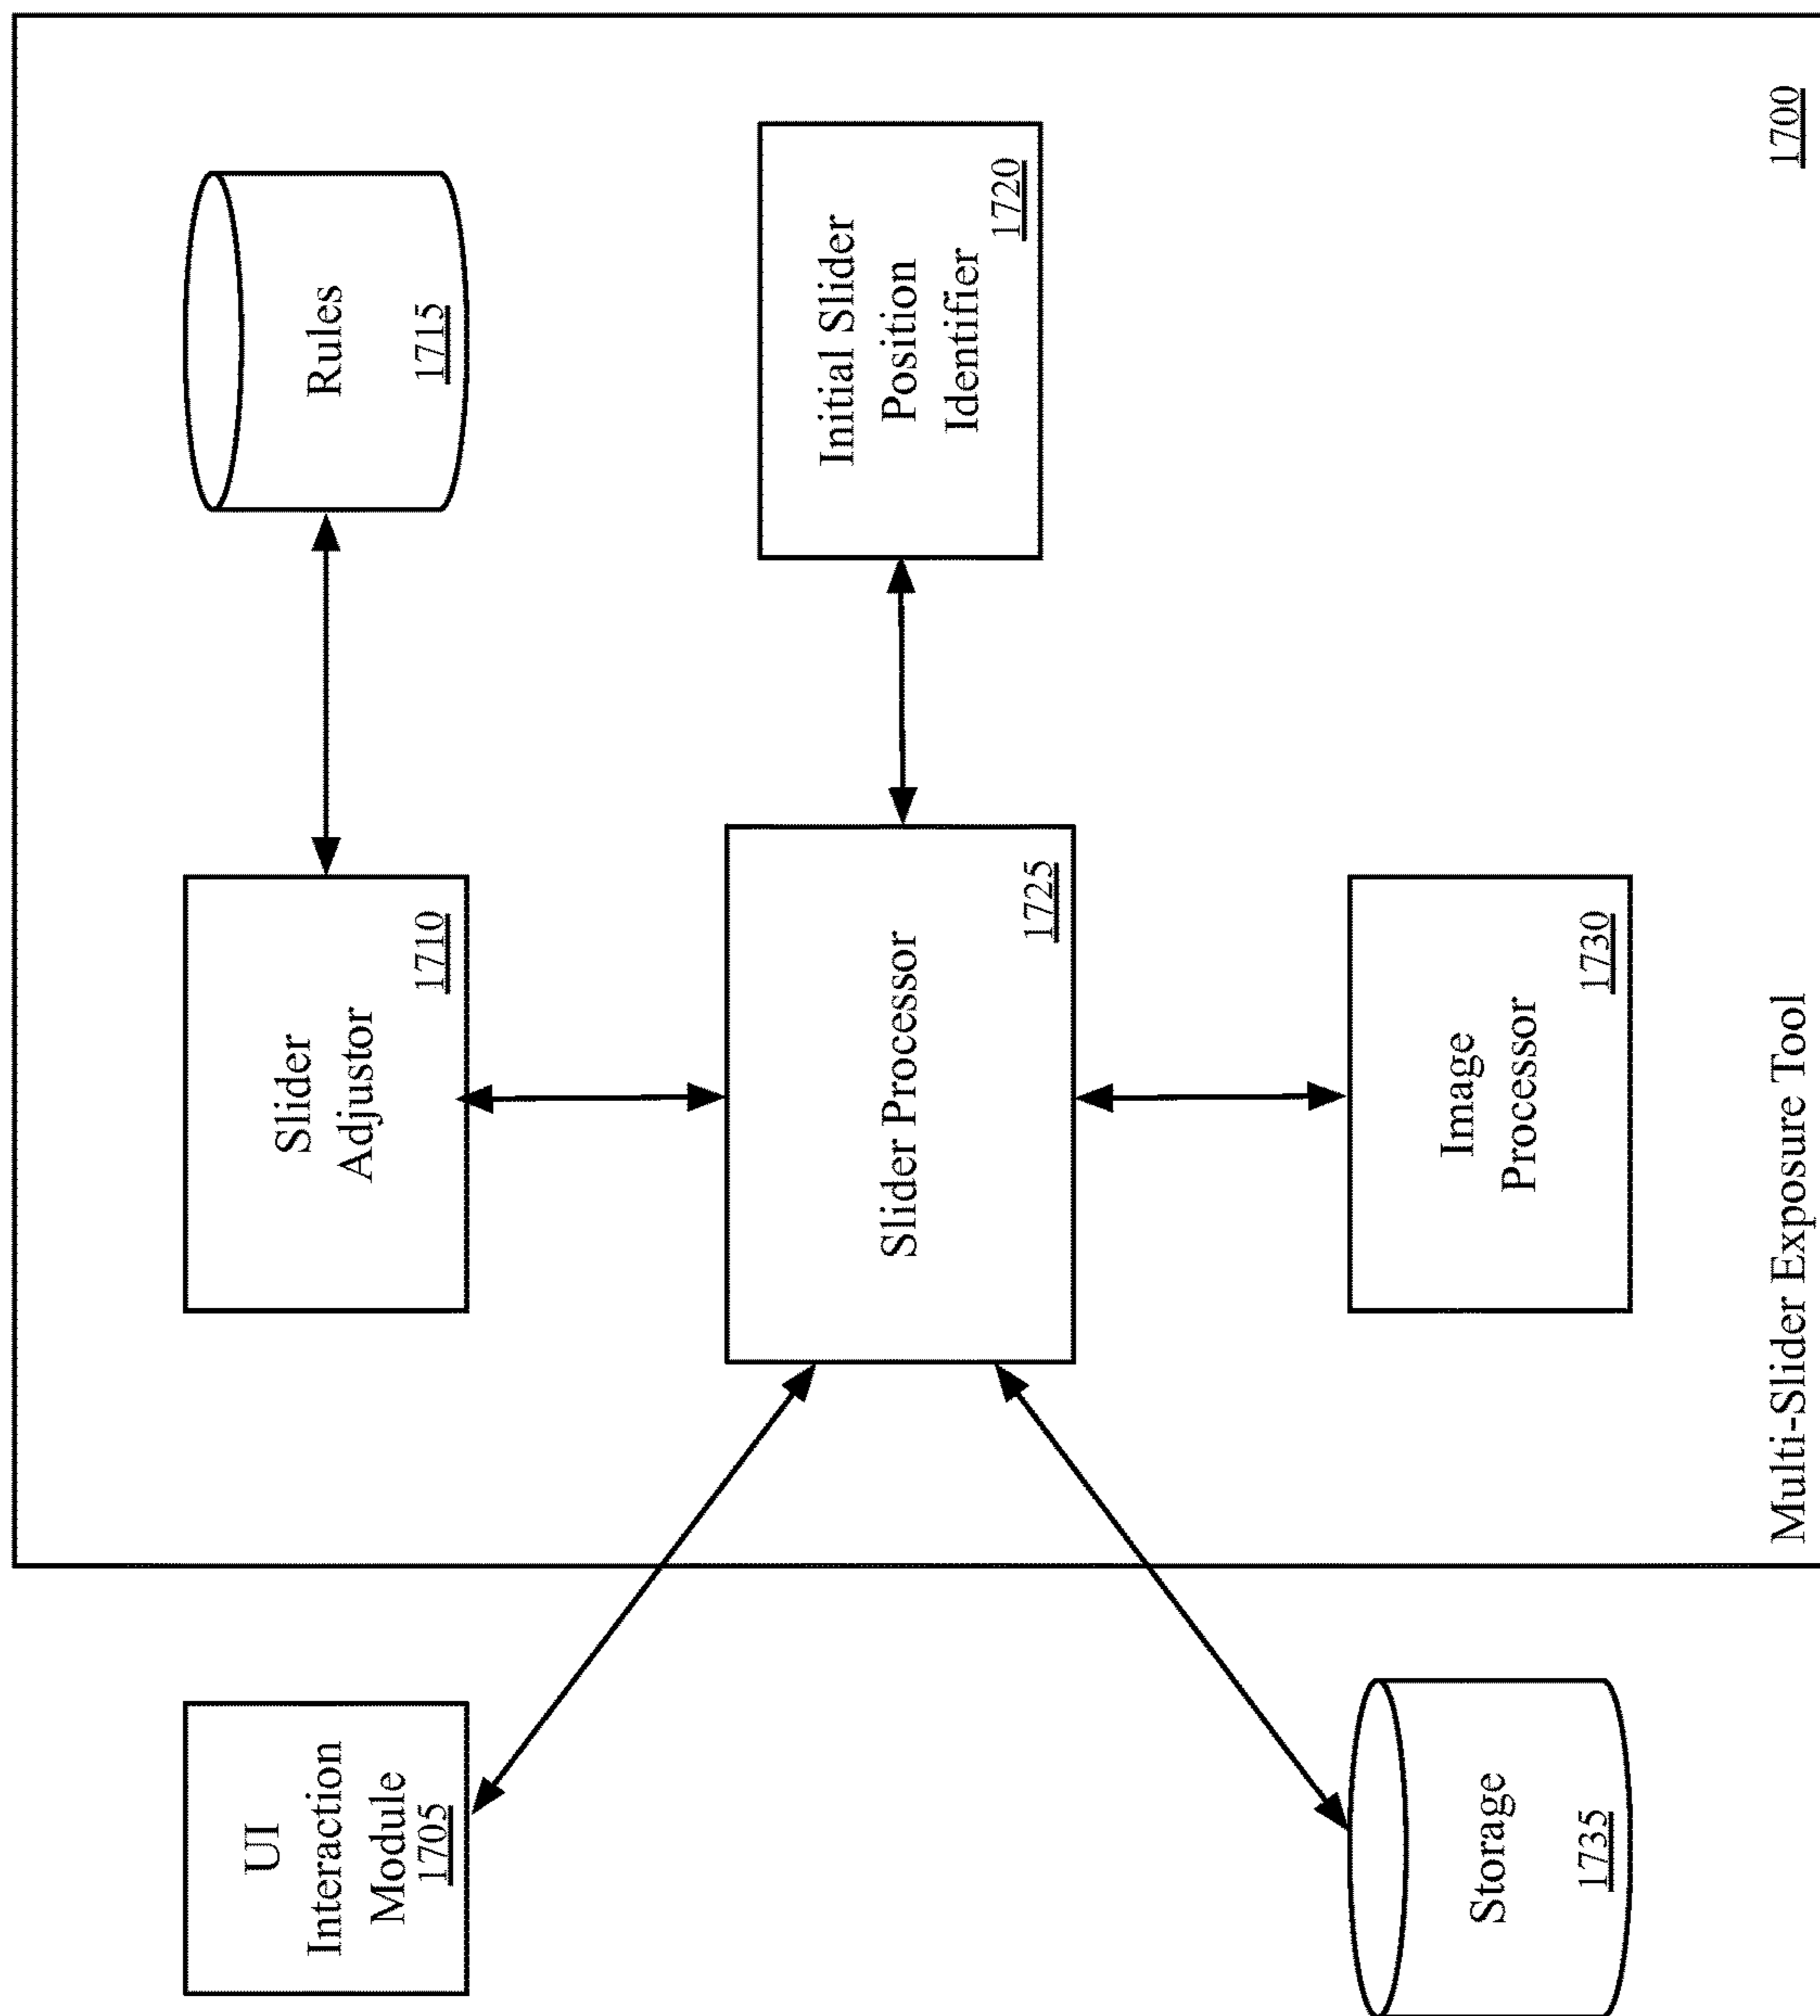 UI
Interaction
Module
1705
Slider
Adjustor
1710
Rules
1715
Slider Processor
1725
Initial Slider
Position
Identifier
1720
Storage
1735
Image
Processor
1730
Multi-Slider Exposure Tool
1700